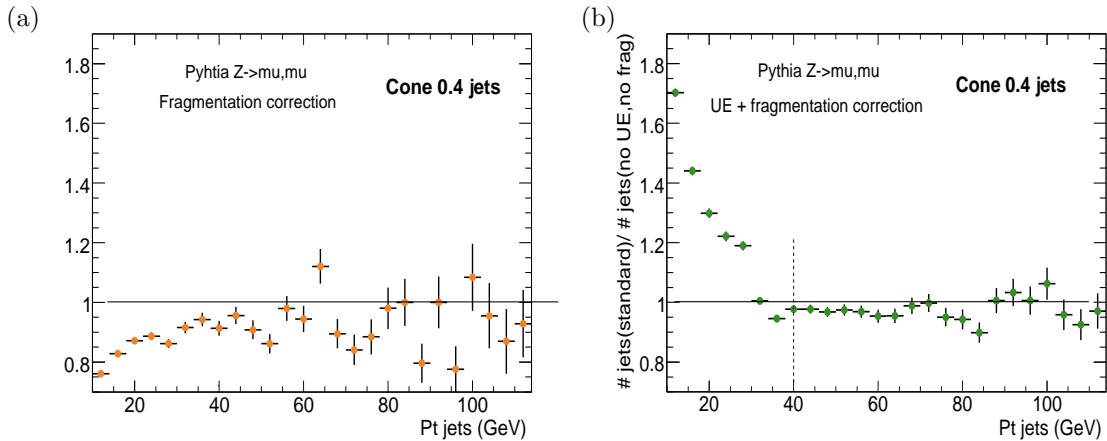 (a)
1.8
1.6
1.4
1.2
1
0.8
Pyhtia Z->mu,mu
Fragmentation correction
Cone 0.4 jets
20 40 60 80 100
Pt jets (GeV)
(b)
# jets(standard)/ # jets(no UE,no frag)
1.8
1.6
1.4
1.2
1
0.8
Pythia Z->mu,mu
UE + fragmentation correction
Cone 0.4 jets
20 40 60 80 100
Pt jets (GeV)